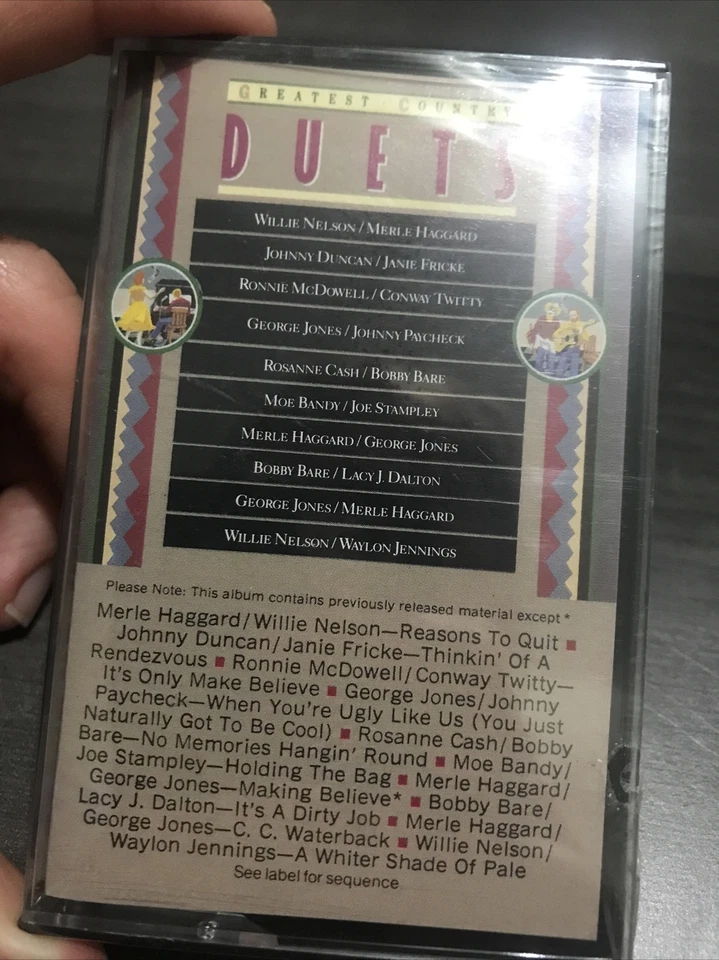 GREATEST COUNTRY
DUETS
WILLIE NELSON / MERLE HAGGARD
JOHNNY DUNCAN / JANIE FRICKE
RONNIE MCDOWELL / CONWAY TWITTY
GEORGE JONES / JOHNNY PAYCHECK
ROSANNE CASH / BOBBY BARE
MOE BANDY / JOE STAMPLEY
MERLE HAGGARD / GEORGE JONES
BOBBY BARE / LACY J. DALTON
GEORGE JONES / MERLE HAGGARD
WILLIE NELSON / WAYLON JENNINGS
Please Note: This album contains previously released material except*
Merle Haggard/Willie Nelson—Reasons To Quit ■
Johnny Duncan/Janie Fricke—Thinkin' Of A
Rendezvous ■ Ronnie McDowell/Conway Twitty—
It's Only Make Believe ■ George Jones/Johnny
Paycheck—When You're Ugly Like Us (You Just
Naturally Got To Be Cool) ■ Rosanne Cash/Bobby
Bare—No Memories Hangin' Round ■ Moe Bandy/
Joe Stampley—Holding The Bag ■ Merle Haggard/
George Jones—Making Believe* ■ Bobby Bare/
Lacy J. Dalton—It's A Dirty Job ■ Merle Haggard/
George Jones—C. C. Waterback ■ Willie Nelson/
Waylon Jennings—A Whiter Shade Of Pale
See label for sequence